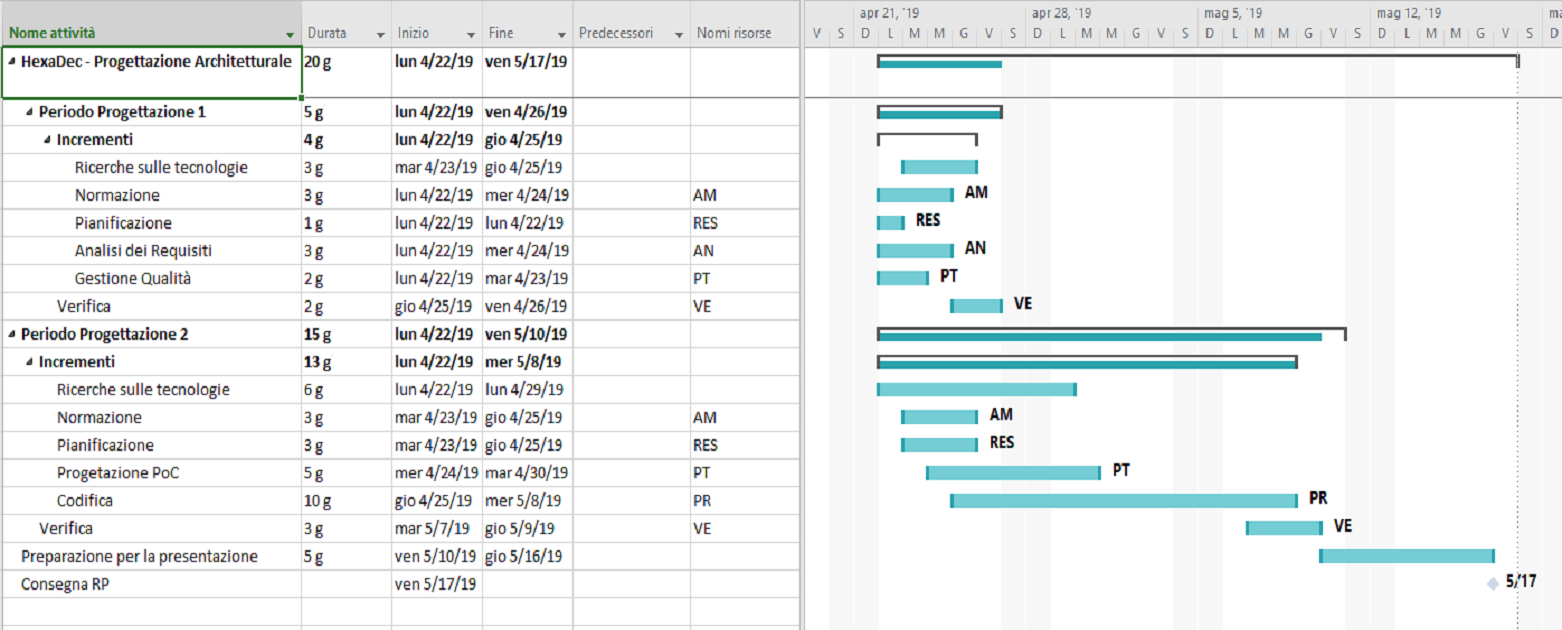 apr 21, '19 apr 28, '19 mag 5, '19 mag 12, '19 ma
Nome attività Durata Inizio Fine Predecessori Nomi risorse V S D L M M G V S D L M M G V S D L M M G V S D L M M G V S D
HexaDec - Progettazione Architetturale 20 g lun 4/22/19 ven 5/17/19
Periodo Progettazione 1 5 g lun 4/22/19 ven 4/26/19
Incrementi 4 g lun 4/22/19 gio 4/25/19
Ricerche sulle tecnologie 3 g mar 4/23/19 gio 4/25/19
Normazione 3 g lun 4/22/19 mer 4/24/19 AM AM
Pianificazione 1 g lun 4/22/19 lun 4/22/19 RES RES
Analisi dei Requisiti 3 g lun 4/22/19 mer 4/24/19 AN AN
Gestione Qualità 2 g lun 4/22/19 mar 4/23/19 PT PT
Verifica 2 g gio 4/25/19 ven 4/26/19 VE VE
Periodo Progettazione 2 15 g lun 4/22/19 ven 5/10/19
Incrementi 13 g lun 4/22/19 mer 5/8/19
Ricerche sulle tecnologie 6 g lun 4/22/19 lun 4/29/19
Normazione 3 g mar 4/23/19 gio 4/25/19 AM AM
Pianificazione 3 g mar 4/23/19 gio 4/25/19 RES RES
Progetazione PoC 5 g mer 4/24/19 mar 4/30/19 PT PT
Codifica 10 g gio 4/25/19 mer 5/8/19 PR PR
Verifica 3 g mar 5/7/19 gio 5/9/19 VE VE
Preparazione per la presentazione 5 g ven 5/10/19 gio 5/16/19
Consegna RP ven 5/17/19 5/17